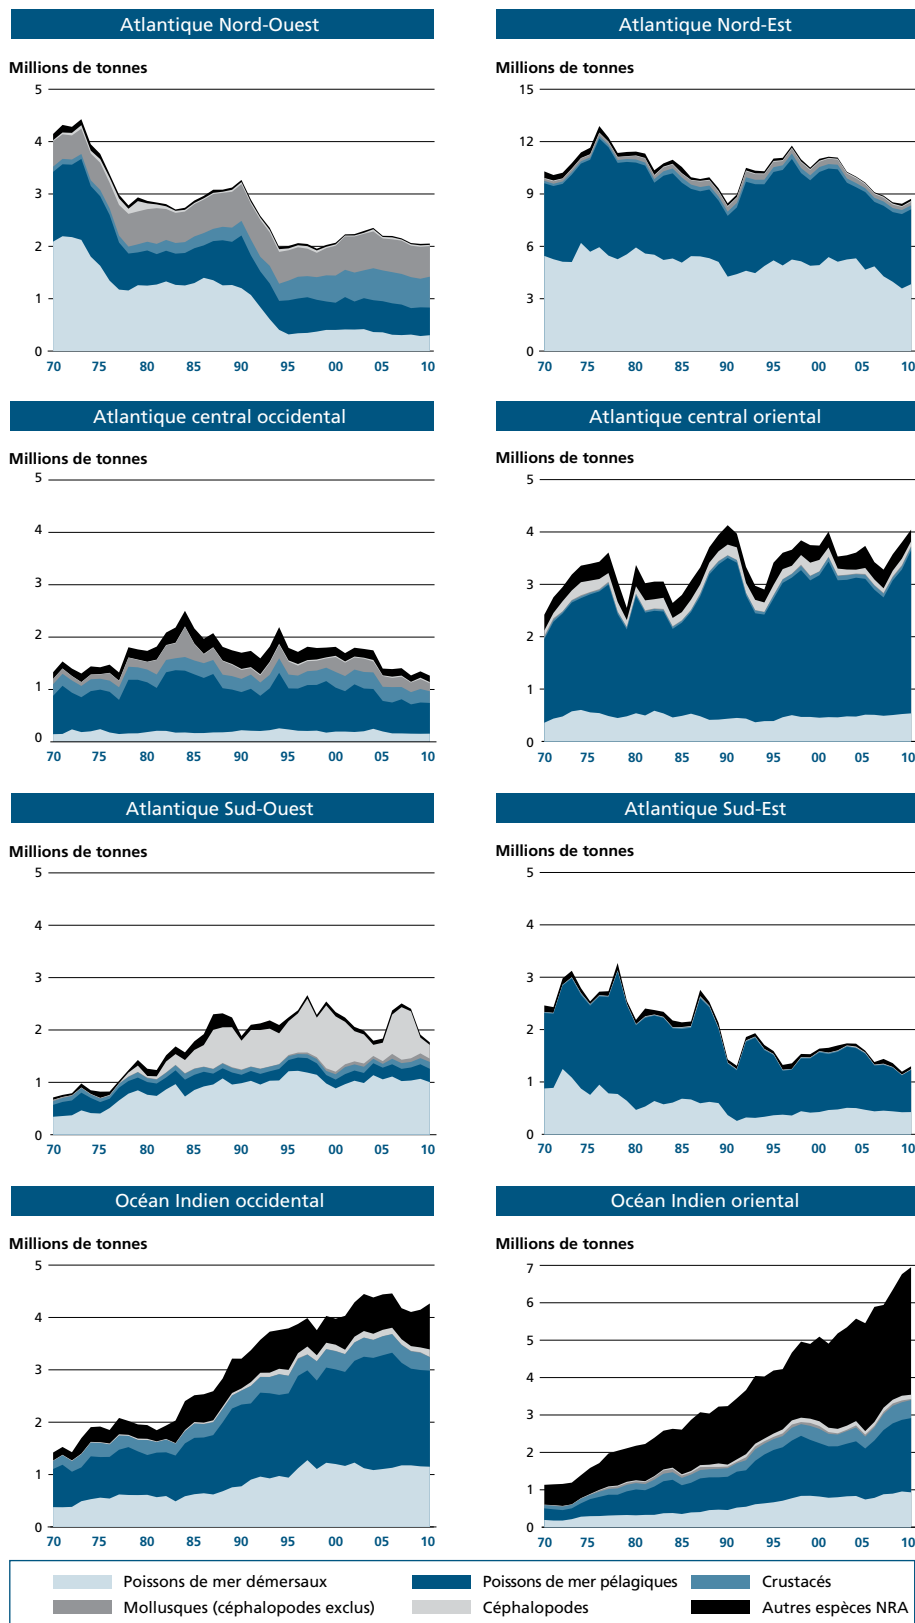 Atlantique Nord-Ouest
Millions de tonnes
5
4
3
2
1
0
70 75 80 85 90 95 00 05 10
Atlantique Nord-Est
Millions de tonnes
15
12
9
6
3
0
70 75 80 85 90 95 00 05 10
Atlantique central occidental
Millions de tonnes
5
4
3
2
1
0
70 75 80 85 90 95 00 05 10
Atlantique central oriental
Millions de tonnes
5
4
3
2
1
0
70 75 80 85 90 95 00 05 10
Atlantique Sud-Ouest
Millions de tonnes
5
4
3
2
1
0
70 75 80 85 90 95 00 05 10
Atlantique Sud-Est
Millions de tonnes
5
4
3
2
1
0
70 75 80 85 90 95 00 05 10
Océan Indien occidental
Millions de tonnes
5
4
3
2
1
0
70 75 80 85 90 95 00 05 10
Océan Indien oriental
Millions de tonnes
7
6
5
4
3
2
1
0
70 75 80 85 90 95 00 05 10
Poissons de mer démersaux Poissons de mer pélagiques Crustacés
Mollusques (céphalopodes exclus) Céphalopodes Autres espèces NRA